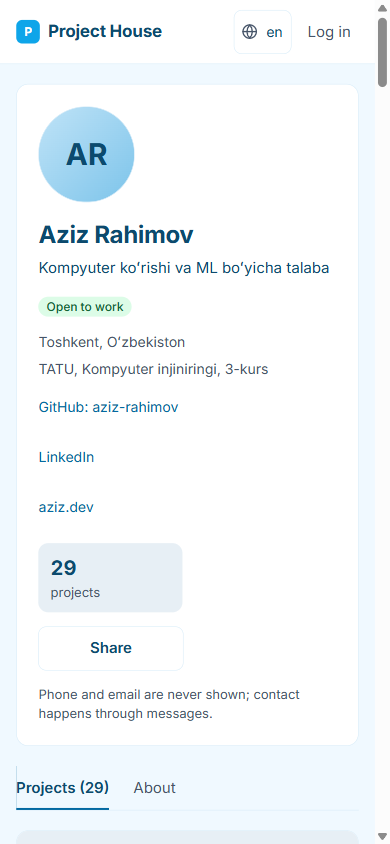 P Project House
en
Log in
AR
Aziz Rahimov
Kompyuter koʻrishi va ML boʻyicha talaba
Open to work
Toshkent, Oʻzbekiston
TATU, Kompyuter injiniringi, 3-kurs
GitHub: aziz-rahimov
LinkedIn
aziz.dev
29
projects
Share
Phone and email are never shown; contact
happens through messages.
Projects (29)
About